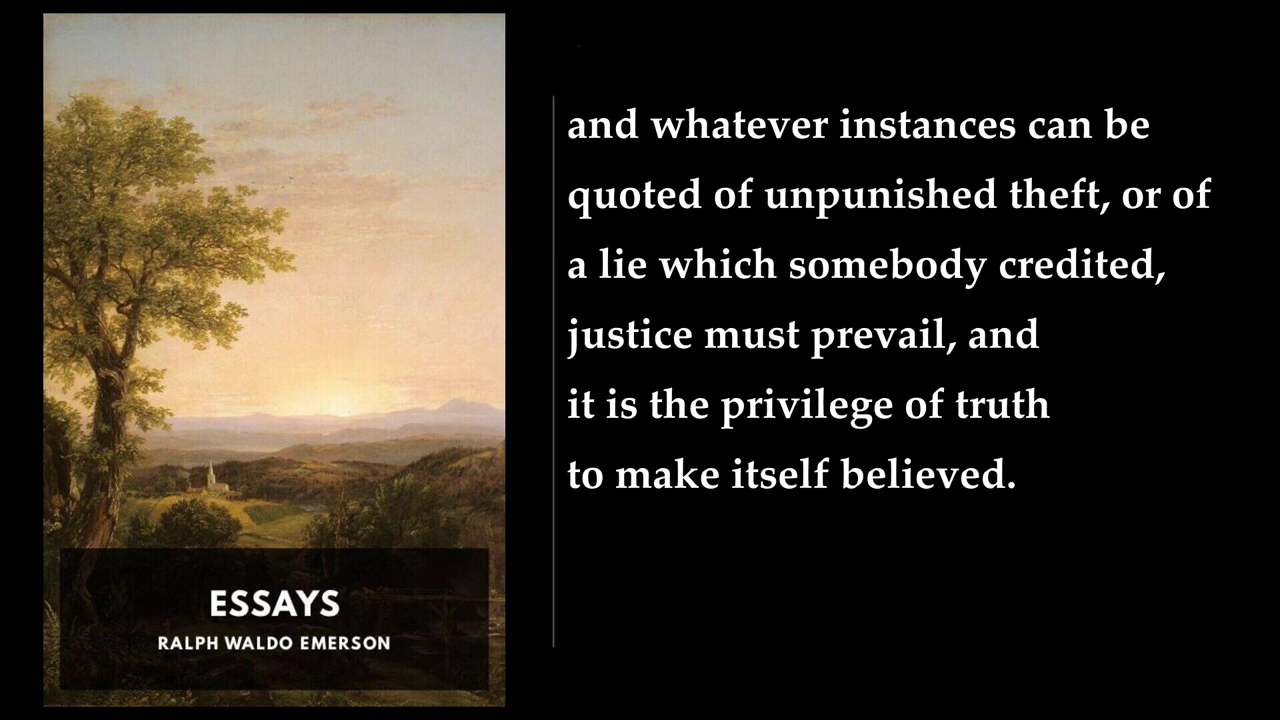 and whatever instances can be
quoted of unpunished theft, or of
a lie which somebody credited,
justice must prevail, and
it is the privilege of truth
to make itself believed.
ESSAYS
RALPH WALDO EMERSON